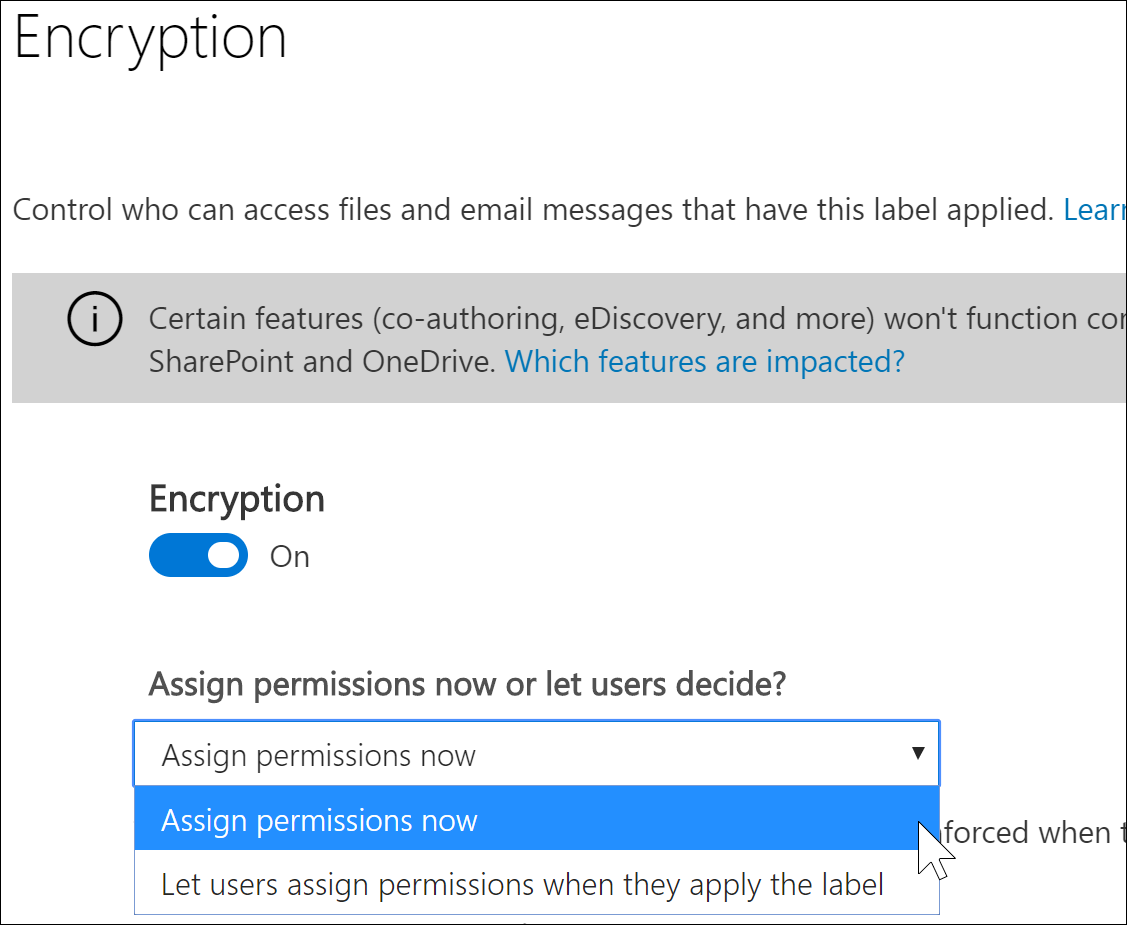 Encryption
Control who can access files and email messages that have this label applied. Learn
Certain features (co-authoring, eDiscovery, and more) won't function
SharePoint and OneDrive. Which features are impacted?
Encryption
On
Assign permissions now or let users decide?
Assign permissions now
Assign permissions now
nforced when
Let users assign permissions when they apply the label